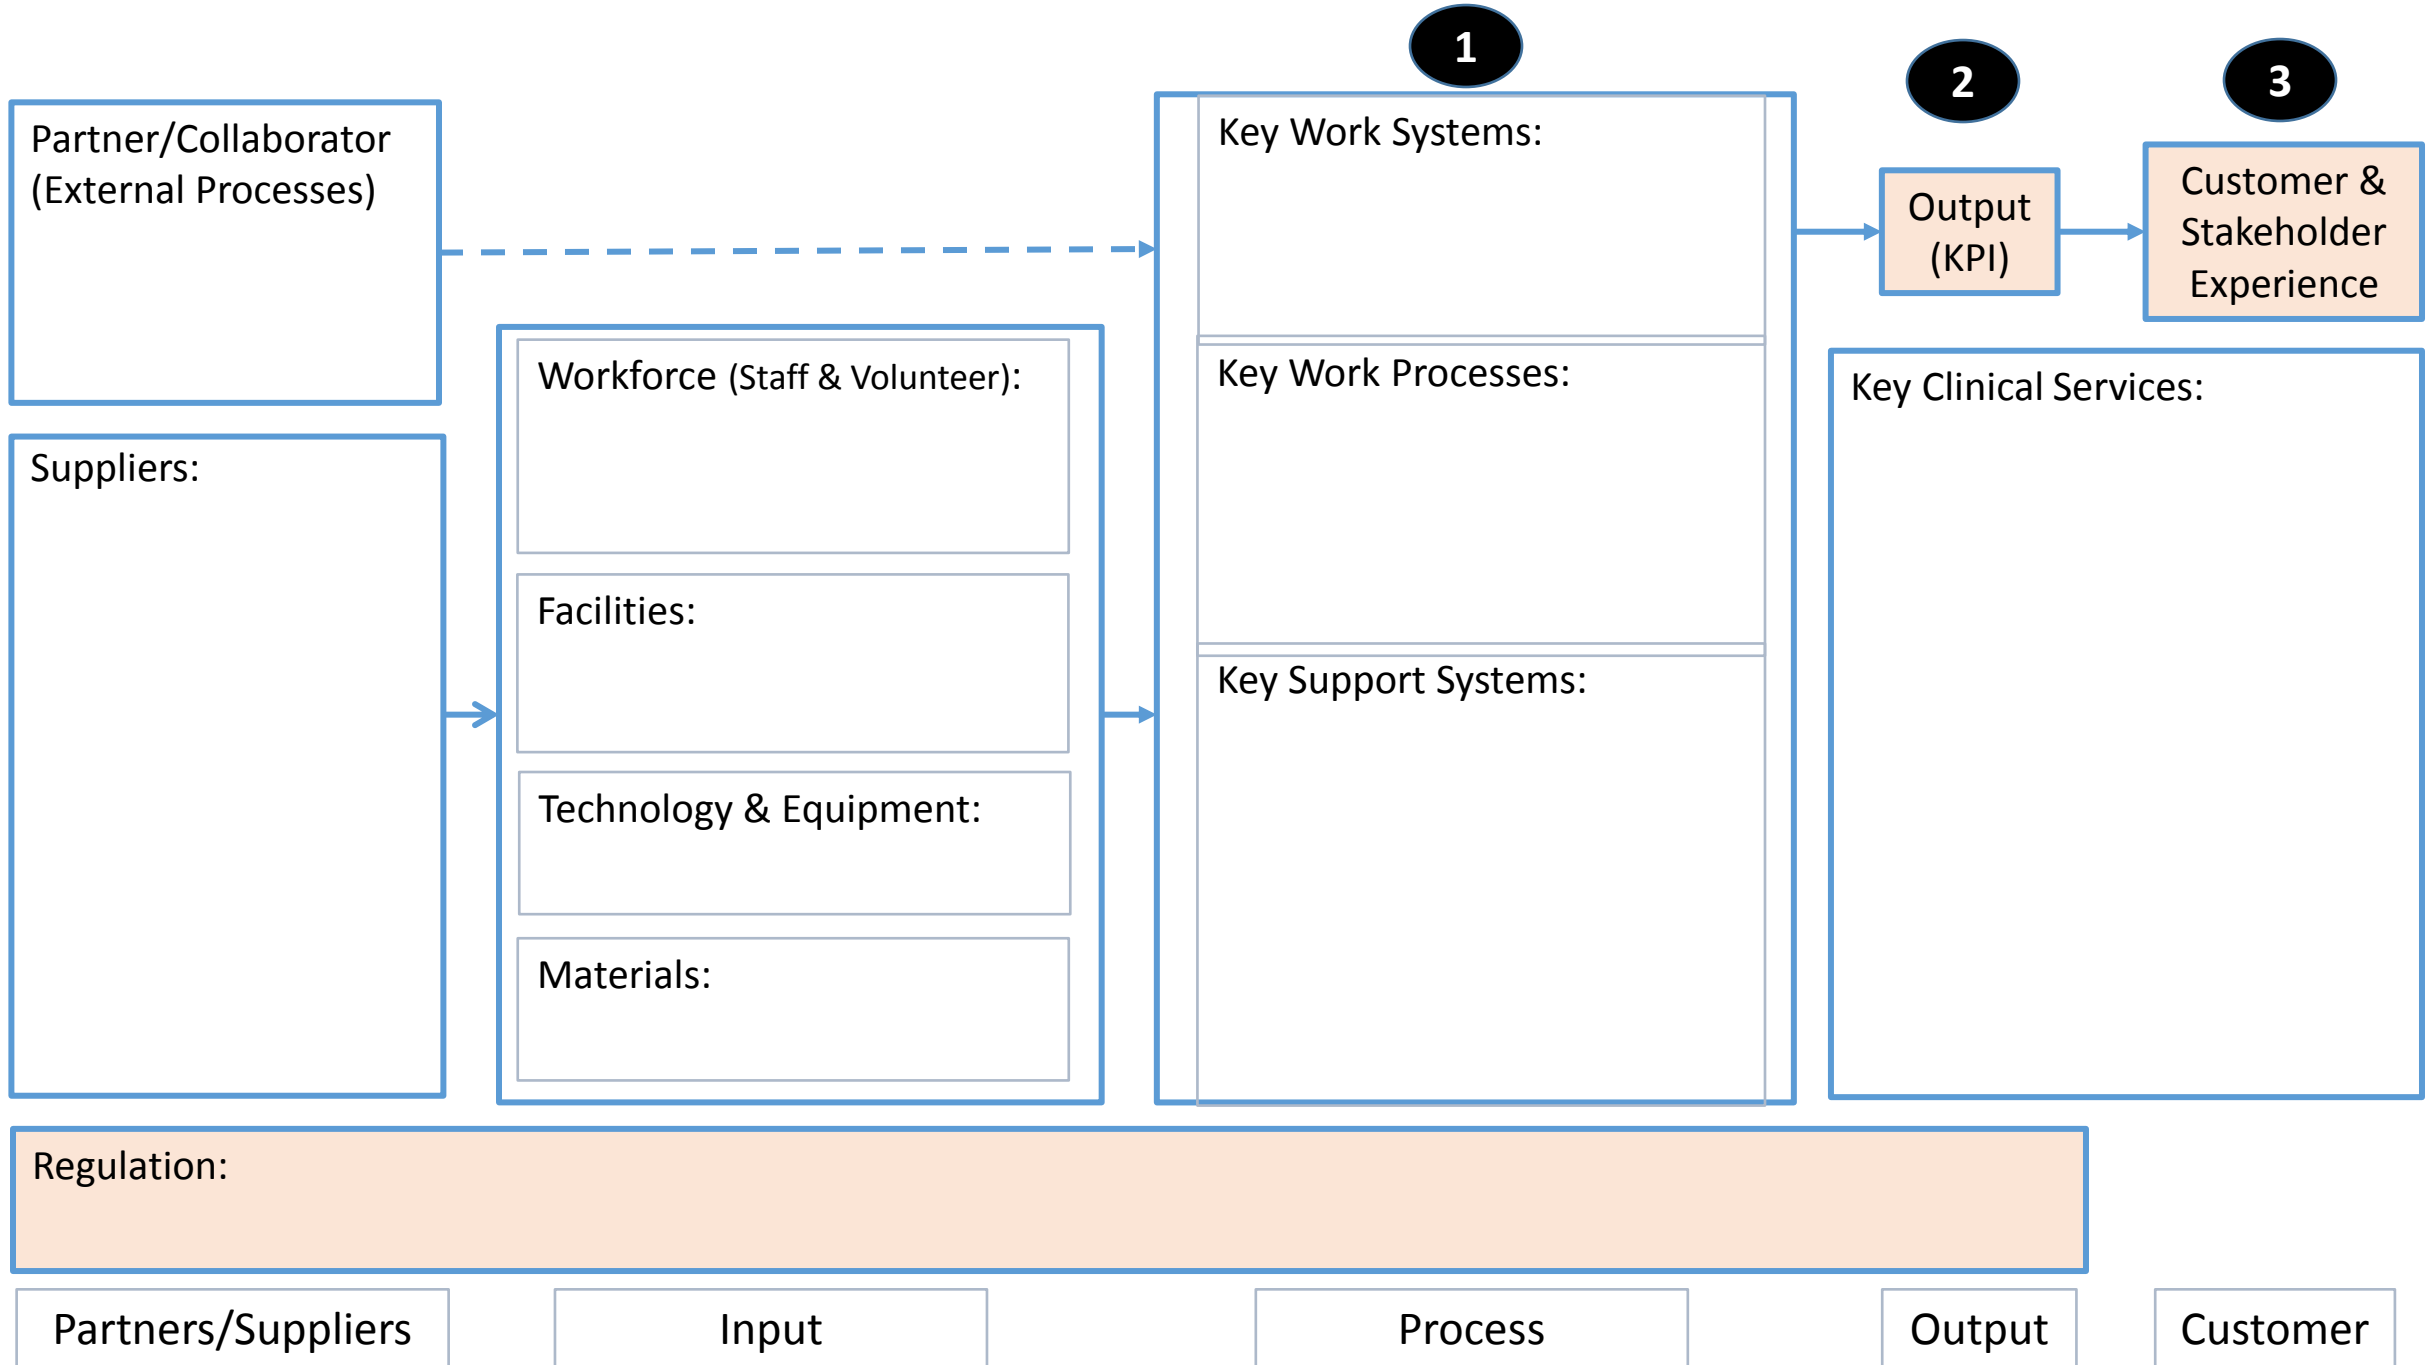 1
2
3
Partner/Collaborator
(External Processes)
Key Work Systems:
Output
(KPI)
Customer &
Stakeholder
Experience
Workforce (Staff & Volunteer):
Key Work Processes:
Key Clinical Services:
Suppliers:
Facilities:
Key Support Systems:
Technology & Equipment:
Materials:
Regulation:
Partners/Suppliers
Input
Process
Output
Customer